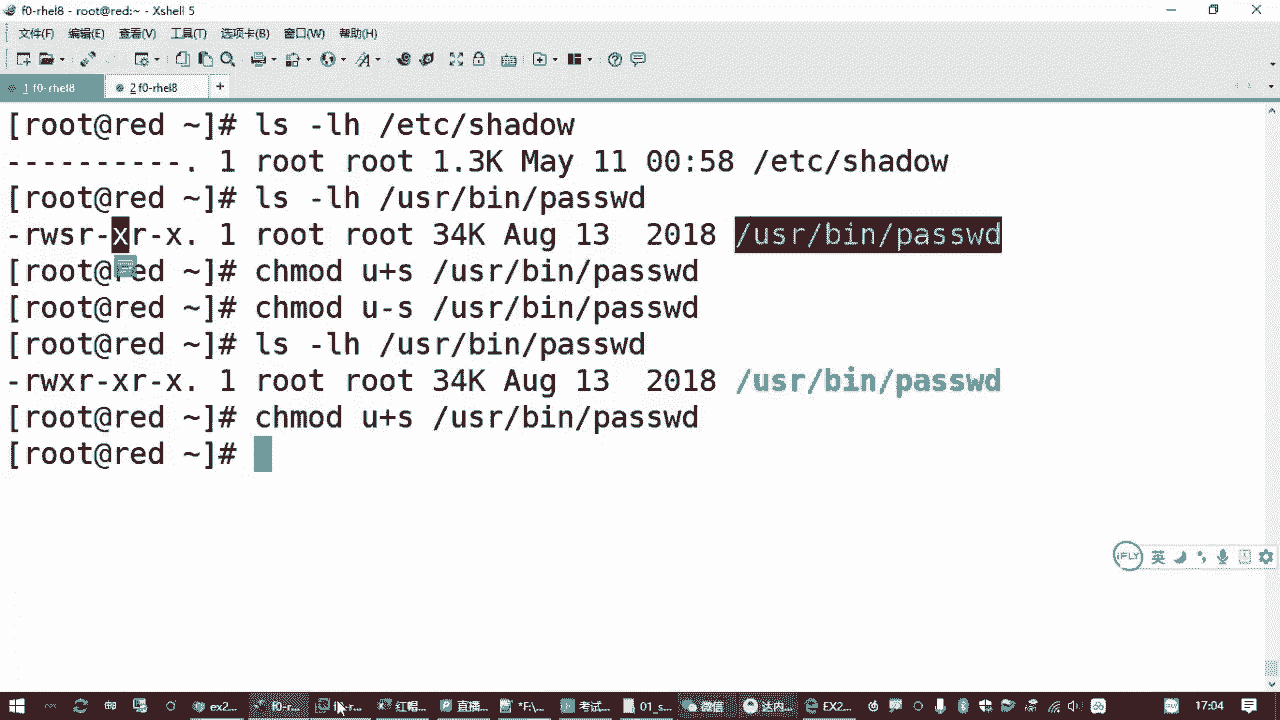 f0-rhel8 - root@red:~ - Xshell 5
文件(F) 编辑(E) 查看(V) 工具(T) 选项卡(B) 窗口(W) 帮助(H)
1 f0-rhel8 2 f0-rhel8 +
[root@red ~]# ls -lh /etc/shadow
----------. 1 root root 1.3K May 11 00:58 /etc/shadow
[root@red ~]# ls -lh /usr/bin/passwd
-rwsr-xr-x. 1 root root 34K Aug 13  2018 /usr/bin/passwd
[root@red ~]# chmod u+s /usr/bin/passwd
[root@red ~]# chmod u-s /usr/bin/passwd
[root@red ~]# ls -lh /usr/bin/passwd
-rwxr-xr-x. 1 root root 34K Aug 13  2018 /usr/bin/passwd
[root@red ~]# chmod u+s /usr/bin/passwd
[root@red ~]#
iFLY 英
ex2... f0-r... 红帽... 直播... *F:\... 考试... 01_s... 微信 达内... EX2... 17:04